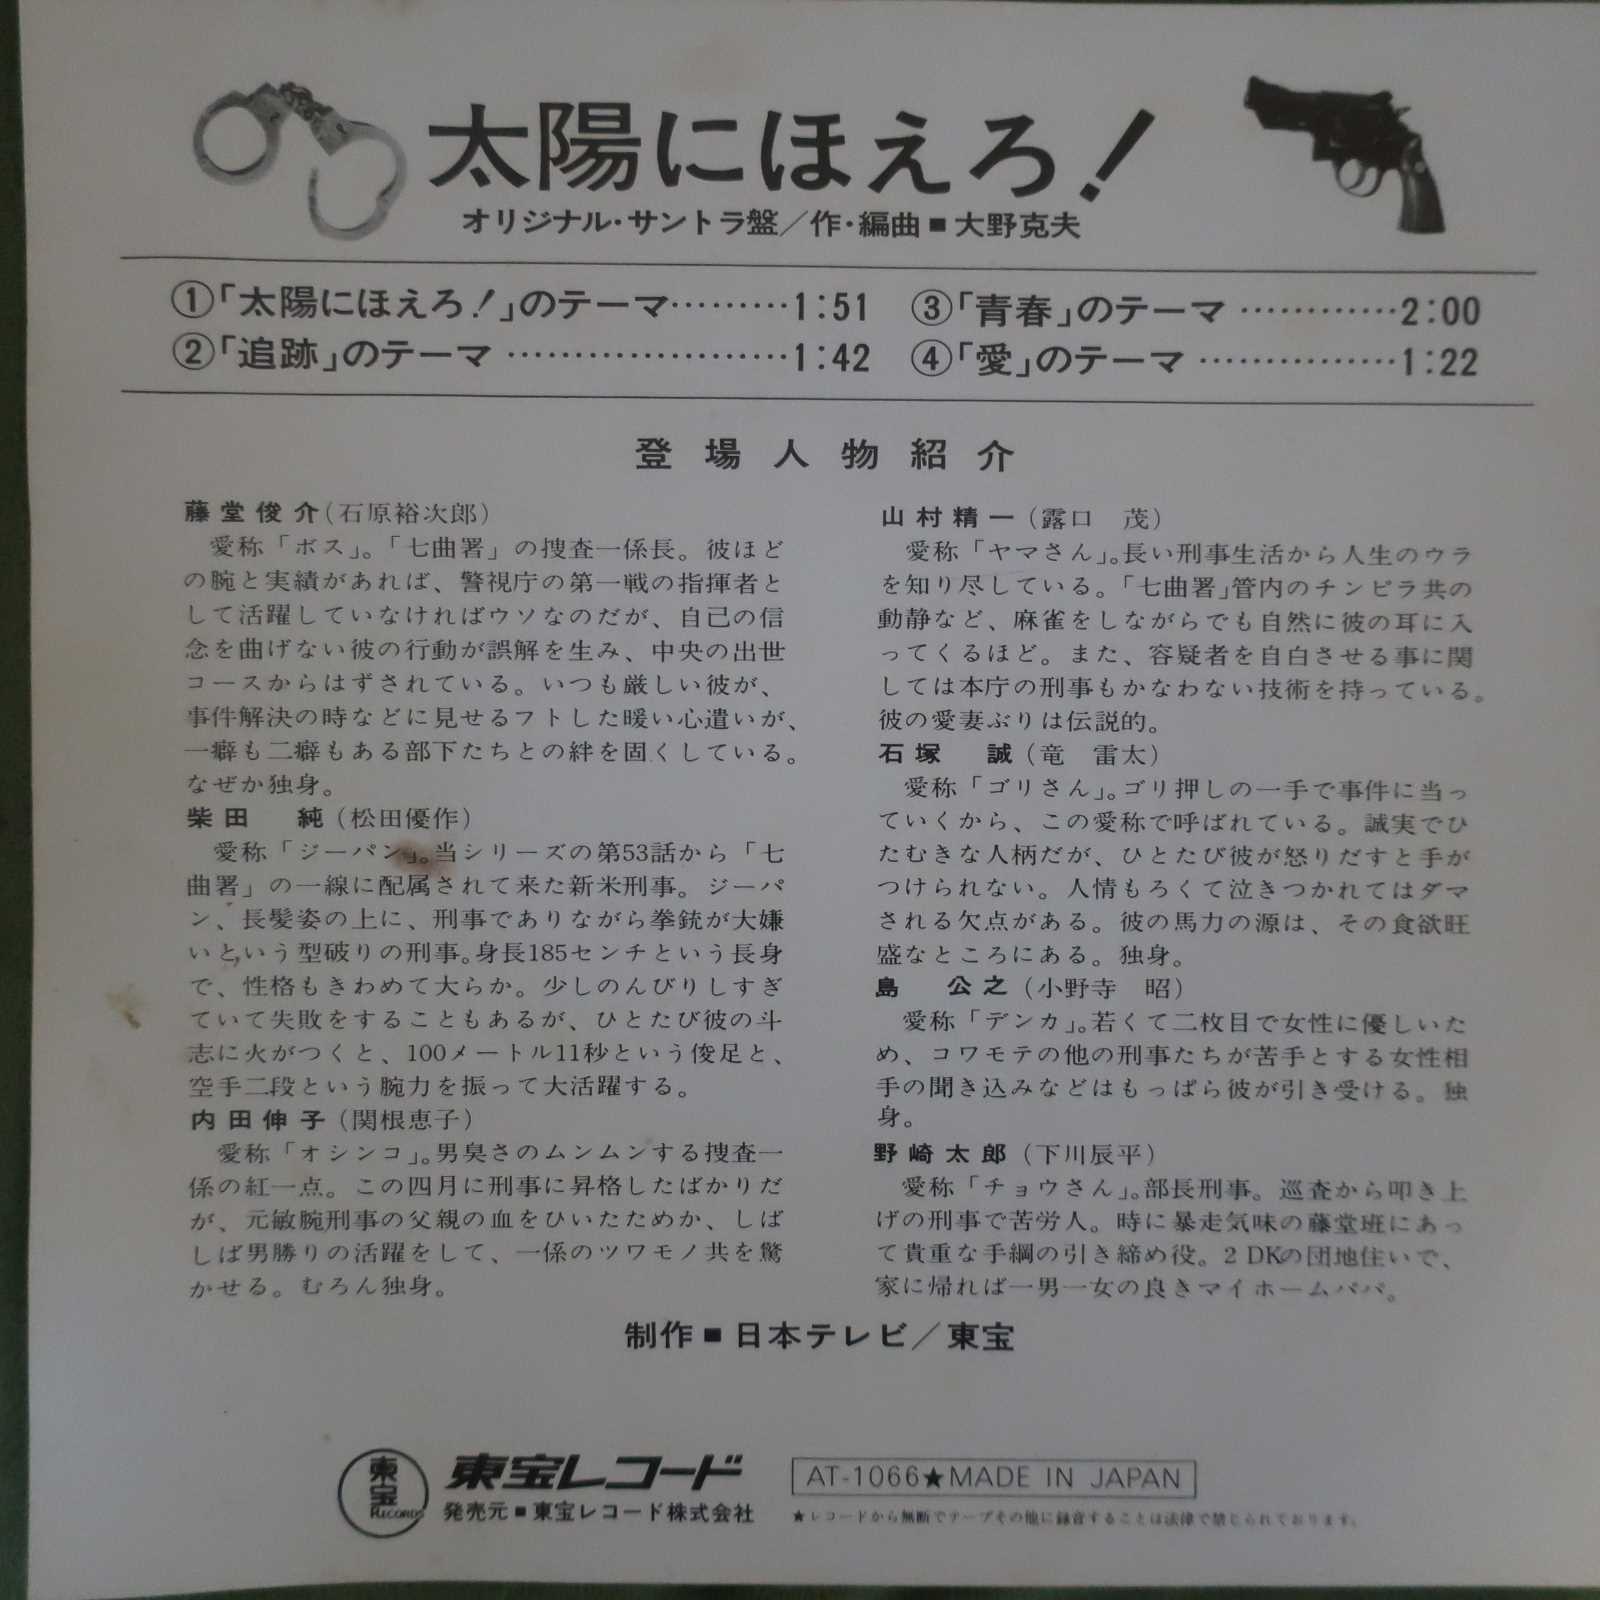 太陽にほえろ!
オリジナル・サントラ盤／作・編曲■大野克夫
①「太陽にほえろ!」のテーマ………1:51
②「追跡」のテーマ…………………1:42
③「青春」のテーマ…………2:00
④「愛」のテーマ……………1:22
登場人物紹介
藤堂俊介(石原裕次郎)
愛称「ボス」。「七曲署」の捜査一係長。彼ほど
の腕と実績があれば、警視庁の第一戦の指揮者と
して活躍していなければウソなのだが、自己の信
念を曲げない彼の行動が誤解を生み、中央の出世
コースからはずされている。いつも厳しい彼が、
事件解決の時などに見せるフトした暖い心遣いが、
一癖も二癖もある部下たちとの絆を固くしている。
なぜか独身。
柴田　純(松田優作)
愛称「ジーパン」。当シリーズの第53話から「七
曲署」の一線に配属されて来た新米刑事。ジーパ
ン、長髪姿の上に、刑事でありながら拳銃が大嫌
いという型破りの刑事。身長185センチという長身
で、性格もきわめて大らか。少しのんびりしすぎ
ていて失敗をすることもあるが、ひとたび彼の斗
志に火がつくと、100メートル11秒という俊足と、
空手二段という腕力を振って大活躍する。
内田伸子(関根恵子)
愛称「オシンコ」。男臭さのムンムンする捜査一
係の紅一点。この四月に刑事に昇格したばかりだ
が、元敏腕刑事の父親の血をひいたためか、しば
しば男勝りの活躍をして、一係のツワモノ共を驚
かせる。むろん独身。
山村精一(露口　茂)
愛称「ヤマさん」。長い刑事生活から人生のウラ
を知り尽している。「七曲署」管内のチンピラ共の
動静など、麻雀をしながらでも自然に彼の耳に入
ってくるほど。また、容疑者を自白させる事に関
しては本庁の刑事もかなわない技術を持っている。
彼の愛妻ぶりは伝説的。
石塚　誠(竜　雷太)
愛称「ゴリさん」。ゴリ押しの一手で事件に当っ
ていくから、この愛称で呼ばれている。誠実でひ
たむきな人柄だが、ひとたび彼が怒りだすと手が
つけられない。人情もろくて泣きつかれてはダマ
される欠点がある。彼の馬力の源は、その食欲旺
盛なところにある。独身。
島　公之(小野寺　昭)
愛称「デンカ」。若くて二枚目で女性に優しいた
め、コワモテの他の刑事たちが苦手とする女性相
手の聞き込みなどはもっぱら彼が引き受ける。独
身。
野崎太郎(下川辰平)
愛称「チョウさん」。部長刑事。巡査から叩き上
げの刑事で苦労人。時に暴走気味の藤堂班にあっ
て貴重な手綱の引き締め役。2DKの団地住いで、
家に帰れば一男一女の良きマイホームパパ。
制作■日本テレビ／東宝
東宝
RECORDS
東宝レコード
発売元■東宝レコード株式会社
AT-1066★MADE IN JAPAN
★レコードから無断でテープその他に録音することは法律で禁じられております。